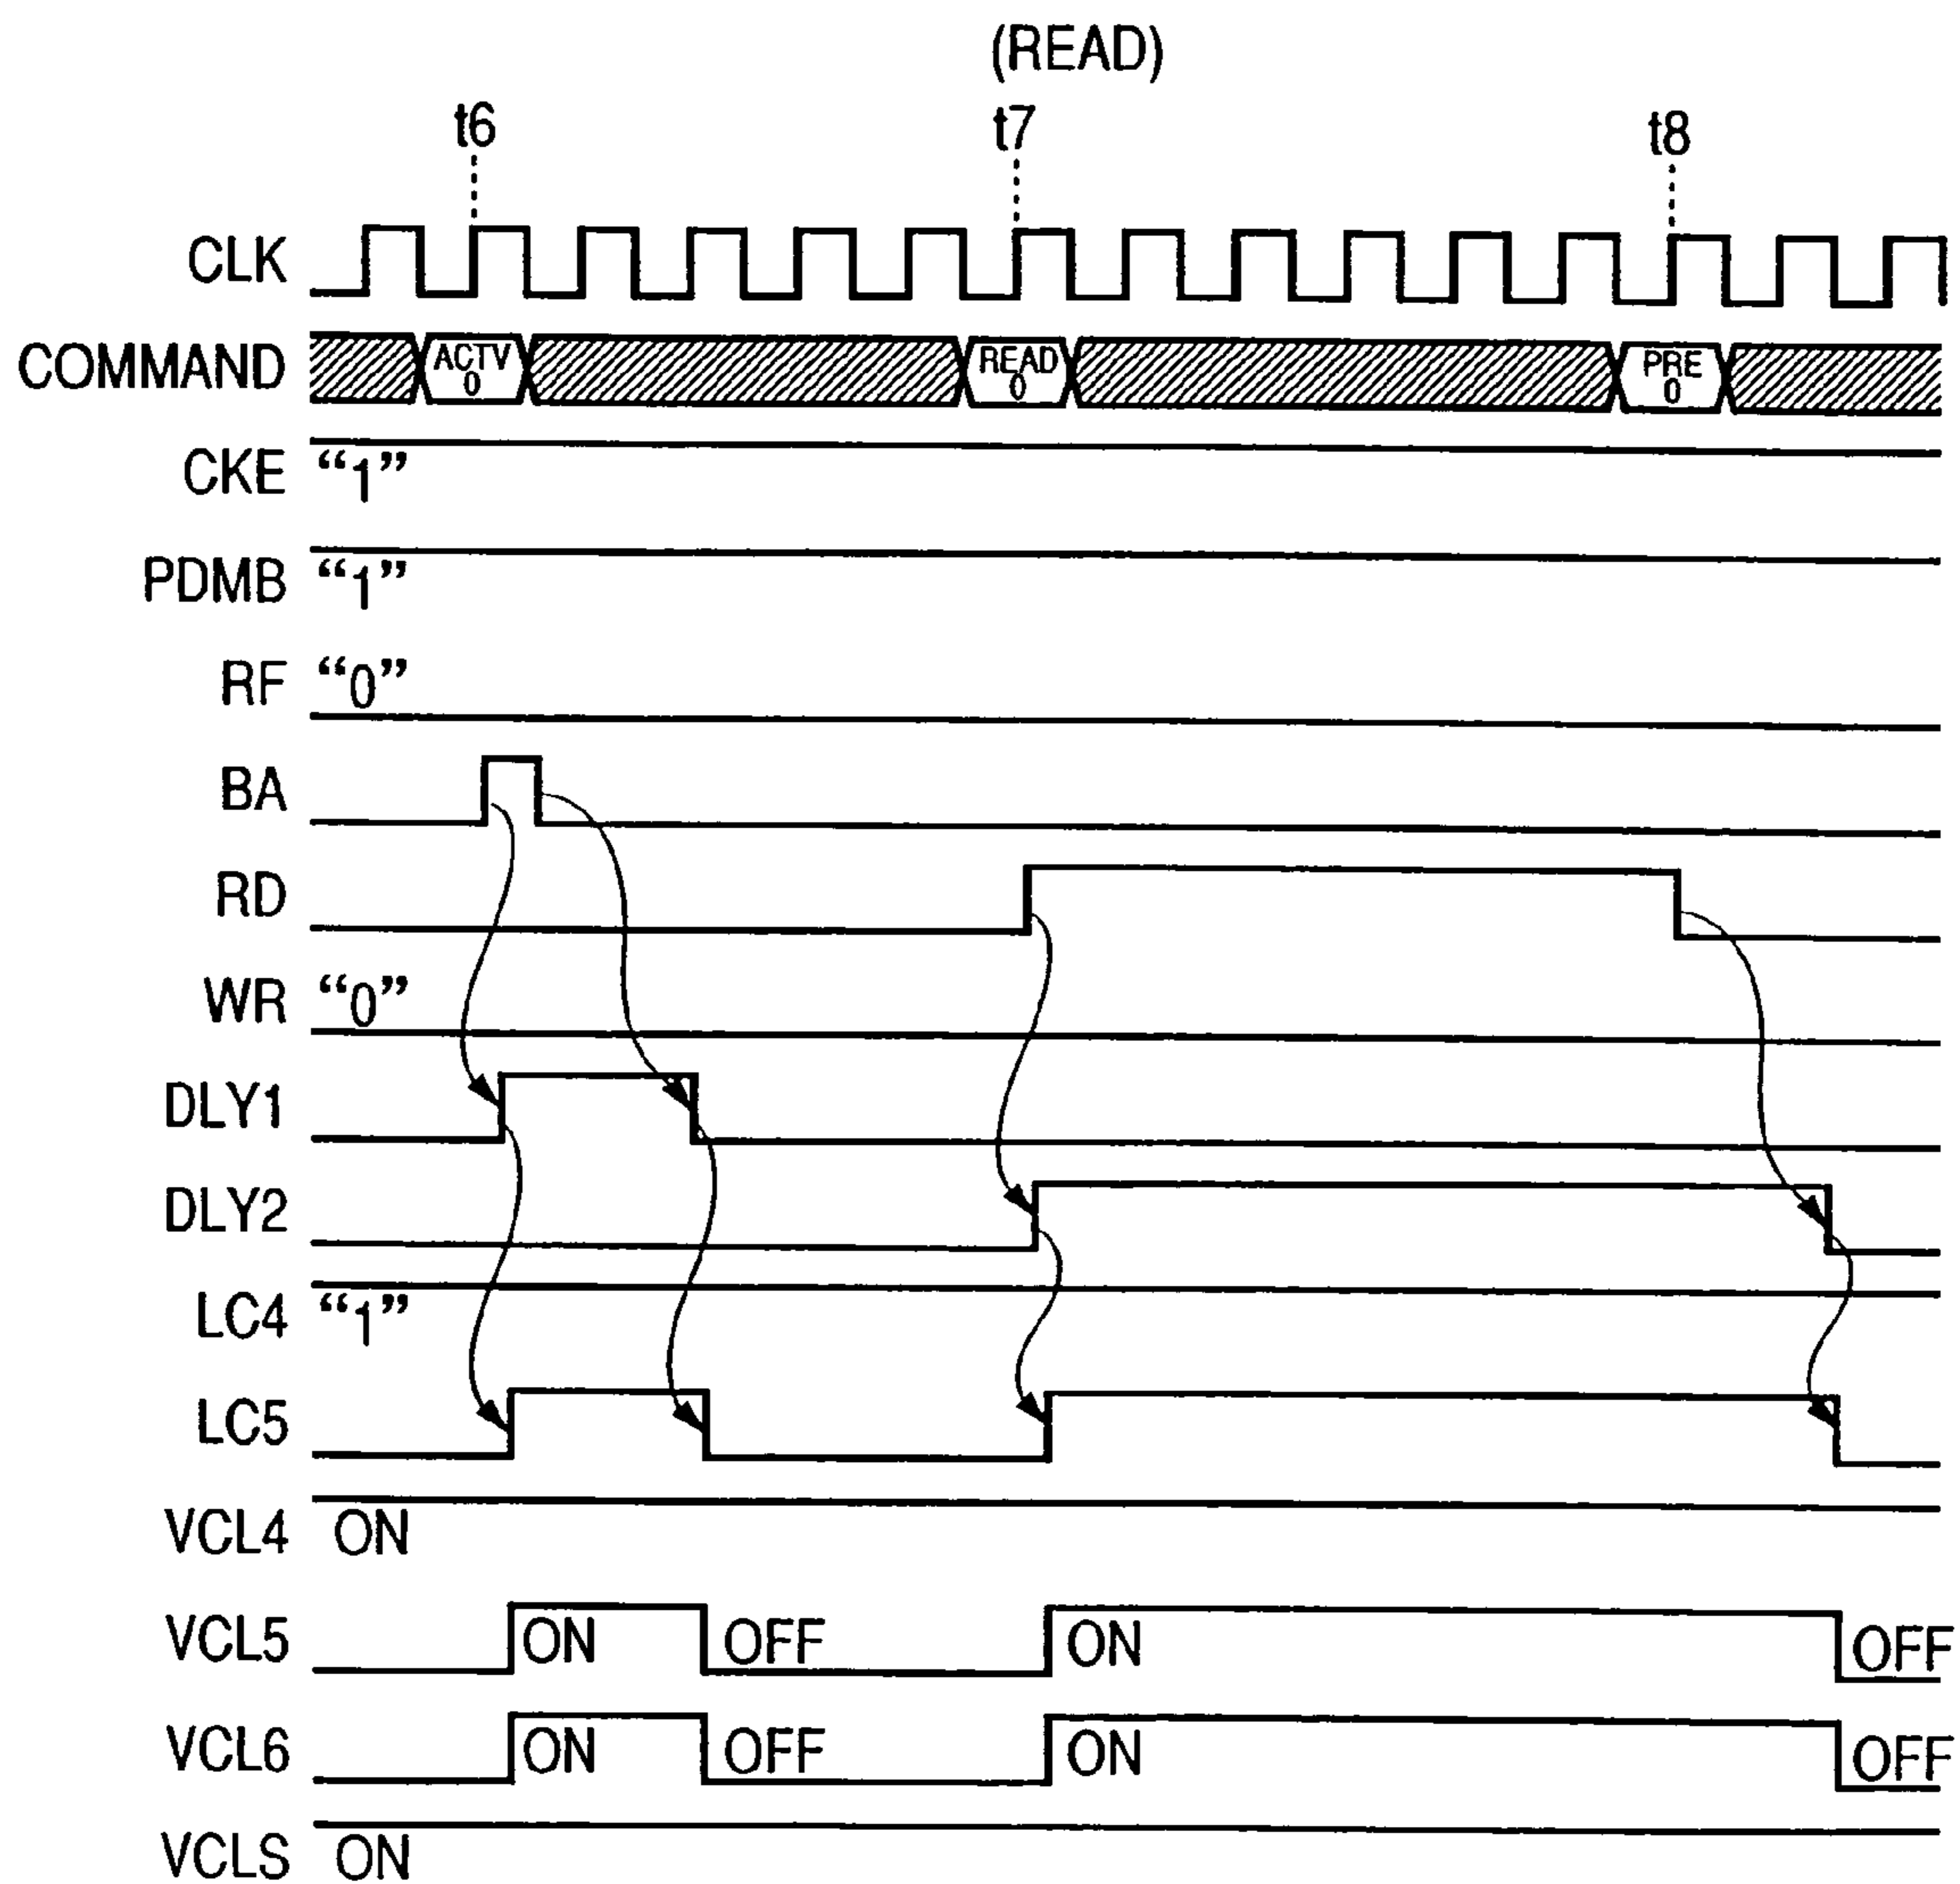 (READ)
t6 t7 t8
CLK
COMMAND ACTV 0 READ 0 PRE 0
CKE “1”
PDMB “1”
RF “0”
BA
RD
WR “0”
DLY1
DLY2
LC4 “1”
LC5
VCL4 ON
VCL5 ON OFF ON OFF
VCL6 ON OFF ON OFF
VCLS ON